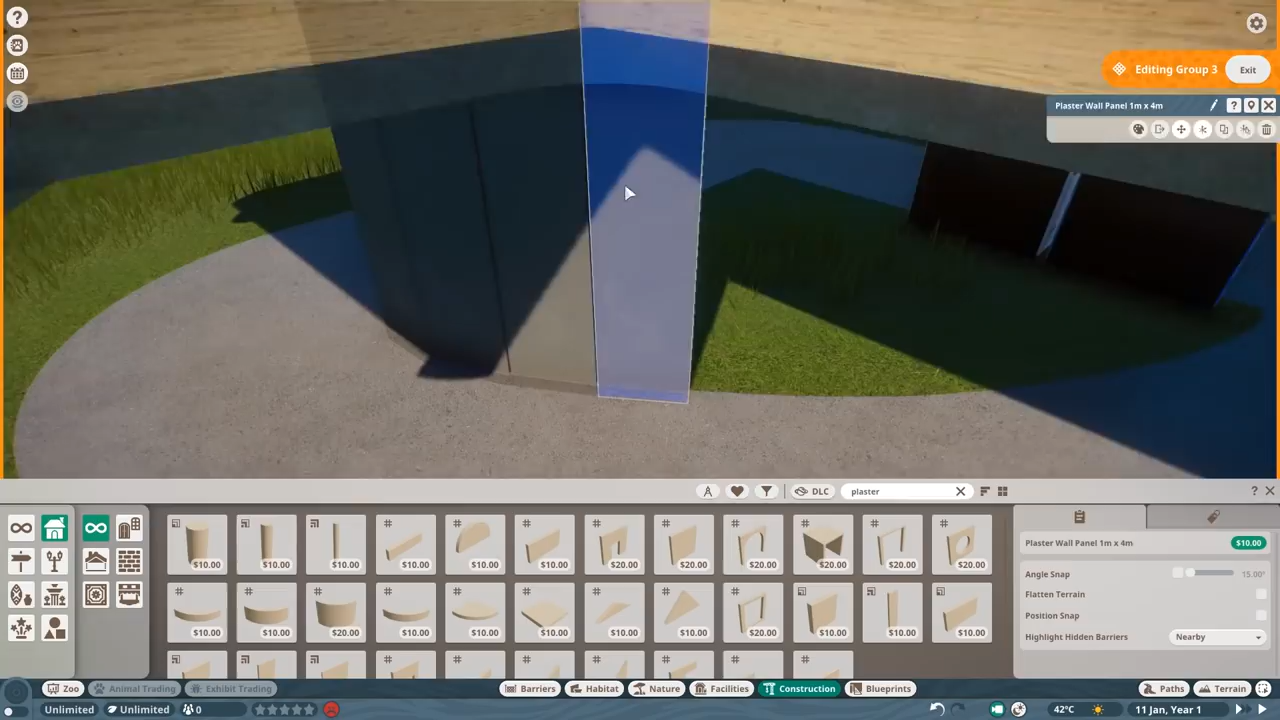 ?
Editing Group 3 Exit
Plaster Wall Panel 1m x 4m ?
DLC plaster ?
$10.00 $10.00 $10.00 $10.00 $10.00 $10.00 $20.00 $20.00 $20.00 $20.00 $20.00 $20.00
Plaster Wall Panel 1m x 4m $10.00
Angle Snap 15.00°
Flatten Terrain
$10.00 $10.00 $20.00 $10.00 $10.00 $10.00 $10.00 $10.00 $20.00 $10.00 $10.00 $10.00
Position Snap
Highlight Hidden Barriers Nearby
Zoo Animal Trading Exhibit Trading Barriers Habitat Nature Facilities Construction Blueprints Paths Terrain
Unlimited Unlimited 0 42°C 11 Jan, Year 1